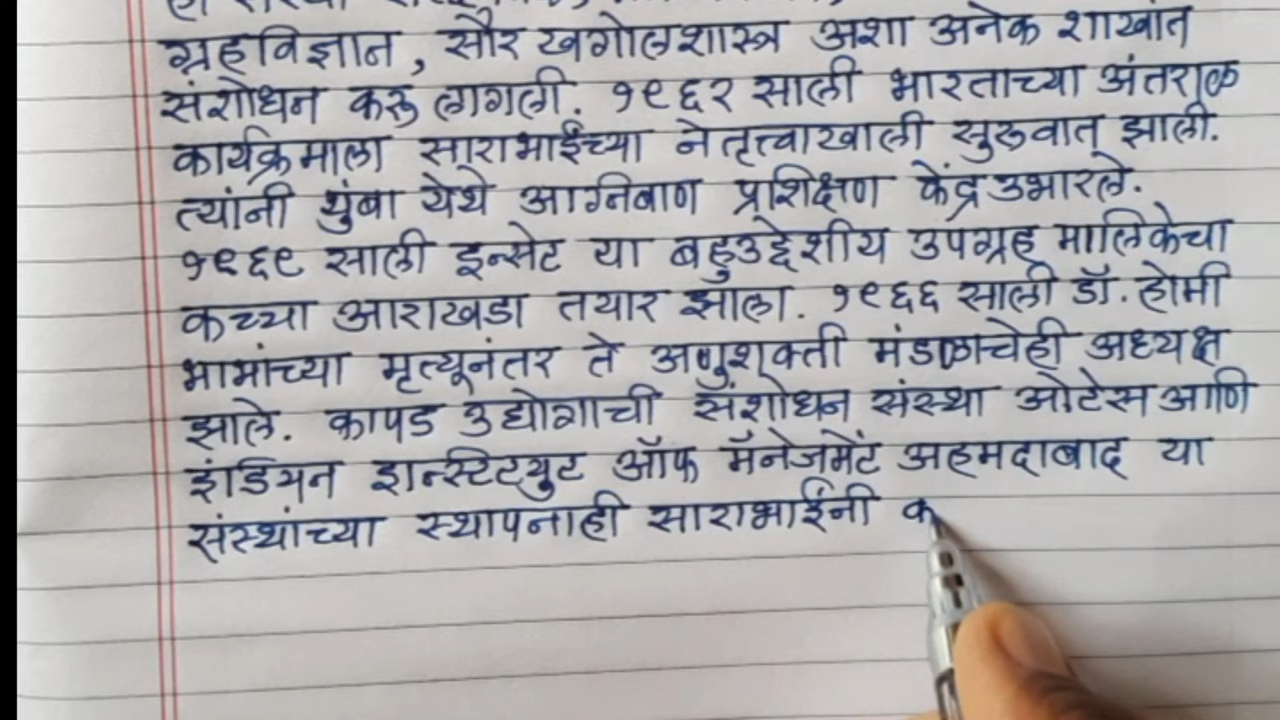 ही संस्था
ग्रहविज्ञान, सौर खगोलशास्त्र अशा अनेक शाखांत
संशोधन करू लागली. १९६२ साली भारताच्या अंतराळ
कार्यक्रमाला साराभाईंच्या नेतृत्त्वाखाली सुरुवात झाली.
त्यांनी थुंबा येथे अग्निबाण प्रशिक्षण केंद्र उभारले.
१९६९ साली इन्सेट या बहुउद्देशीय उपग्रह मालिकेचा
कच्च्या आराखडा तयार झाला. १९६६ साली डॉ. होमी
भाभांच्या मृत्यूनंतर ते अणुशक्ती मंडळाचेही अध्यक्ष
झाले. कापड उद्योगाची संशोधन संस्था ओटेस आणि
इंडियन इन्स्टिट्युट ऑफ मॅनेजमेंट अहमदाबाद या
संस्थांच्या स्थापनाही साराभाईंनी क